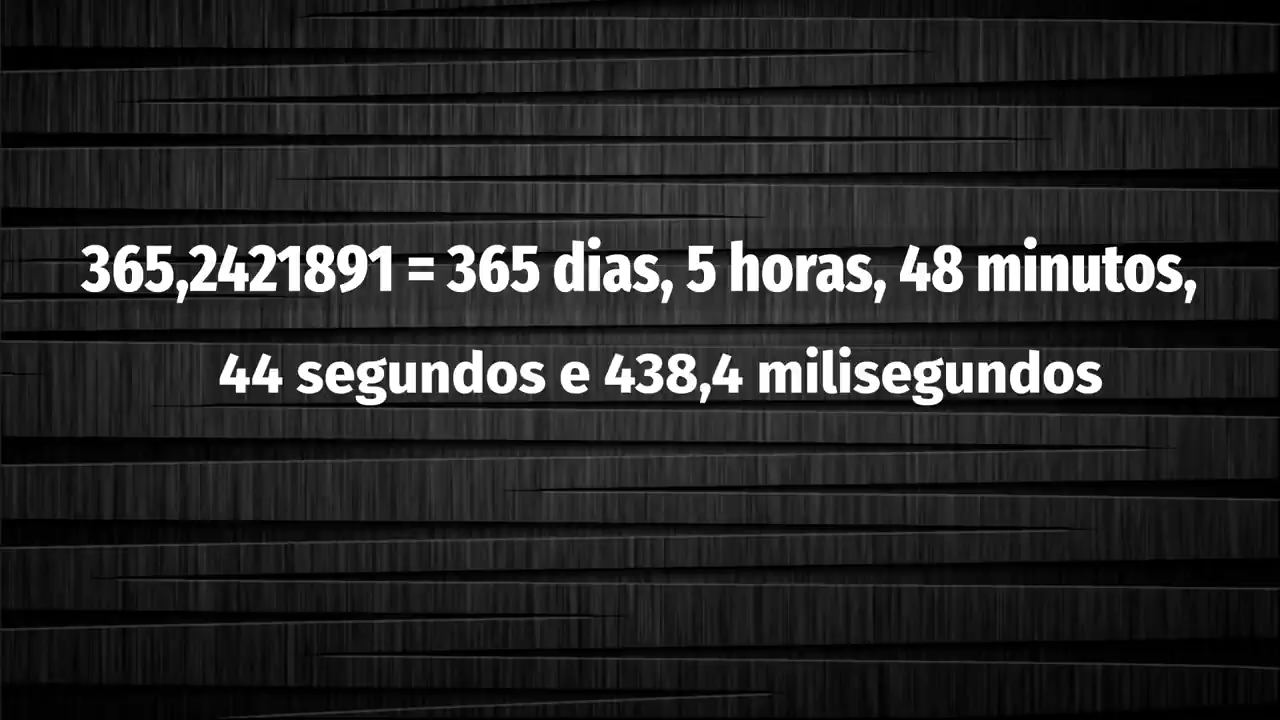 365,2421891 = 365 dias, 5 horas, 48 minutos,
44 segundos e 438,4 milisegundos